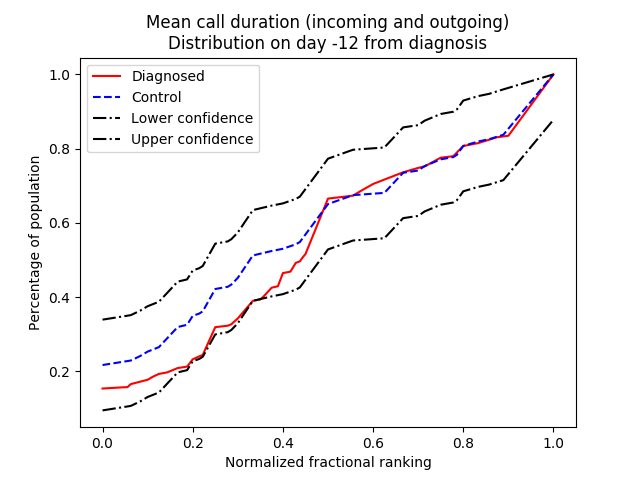 Mean call duration (incoming and outgoing)
Distribution on day -12 from diagnosis
Diagnosed
Control
Lower confidence
Upper confidence
Percentage of population
1.0
0.8
0.6
0.4
0.2
0.0 0.2 0.4 0.6 0.8 1.0
Normalized fractional ranking